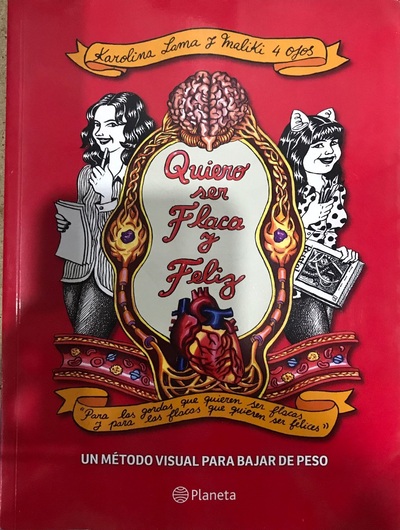 Karolina Lama y Maliki 4 ojos
Quiero
ser
Flaca
y
Feliz
"Para las gordas que quieren ser flacas
y para las flacas que quieren ser felices"
UN MÉTODO VISUAL PARA BAJAR DE PESO
Planeta